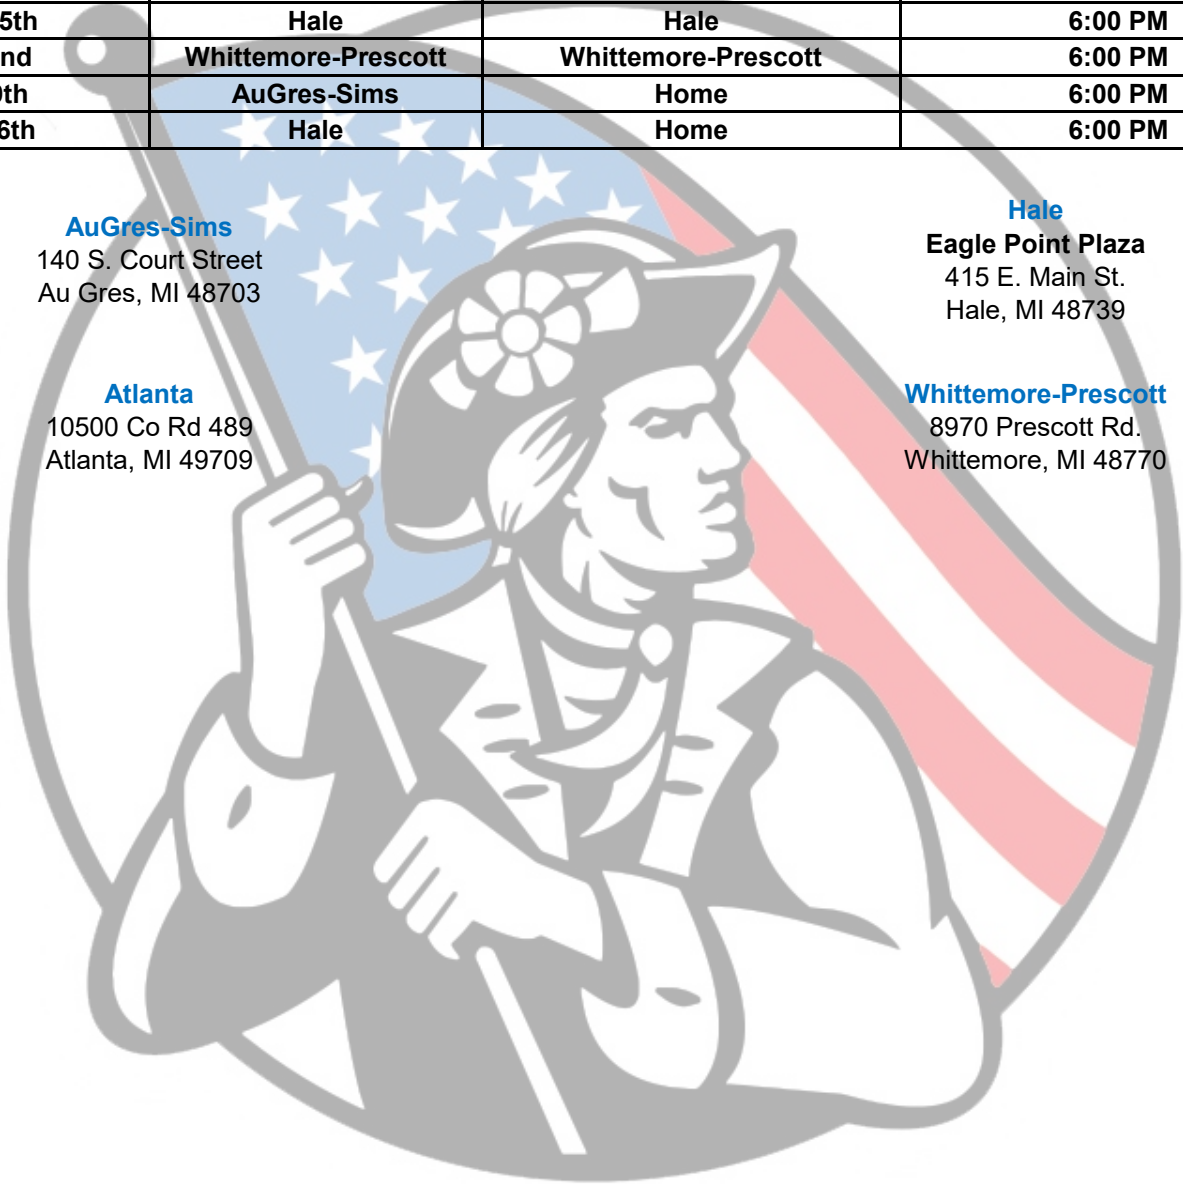 5th Hale Hale 6:00 PM
nd Whittemore-Prescott Whittemore-Prescott 6:00 PM
th AuGres-Sims Home 6:00 PM
6th Hale Home 6:00 PM
AuGres-Sims
140 S. Court Street
Au Gres, MI 48703
Hale
Eagle Point Plaza
415 E. Main St.
Hale, MI 48739
Atlanta
10500 Co Rd 489
Atlanta, MI 49709
Whittemore-Prescott
8970 Prescott Rd.
Whittemore, MI 48770